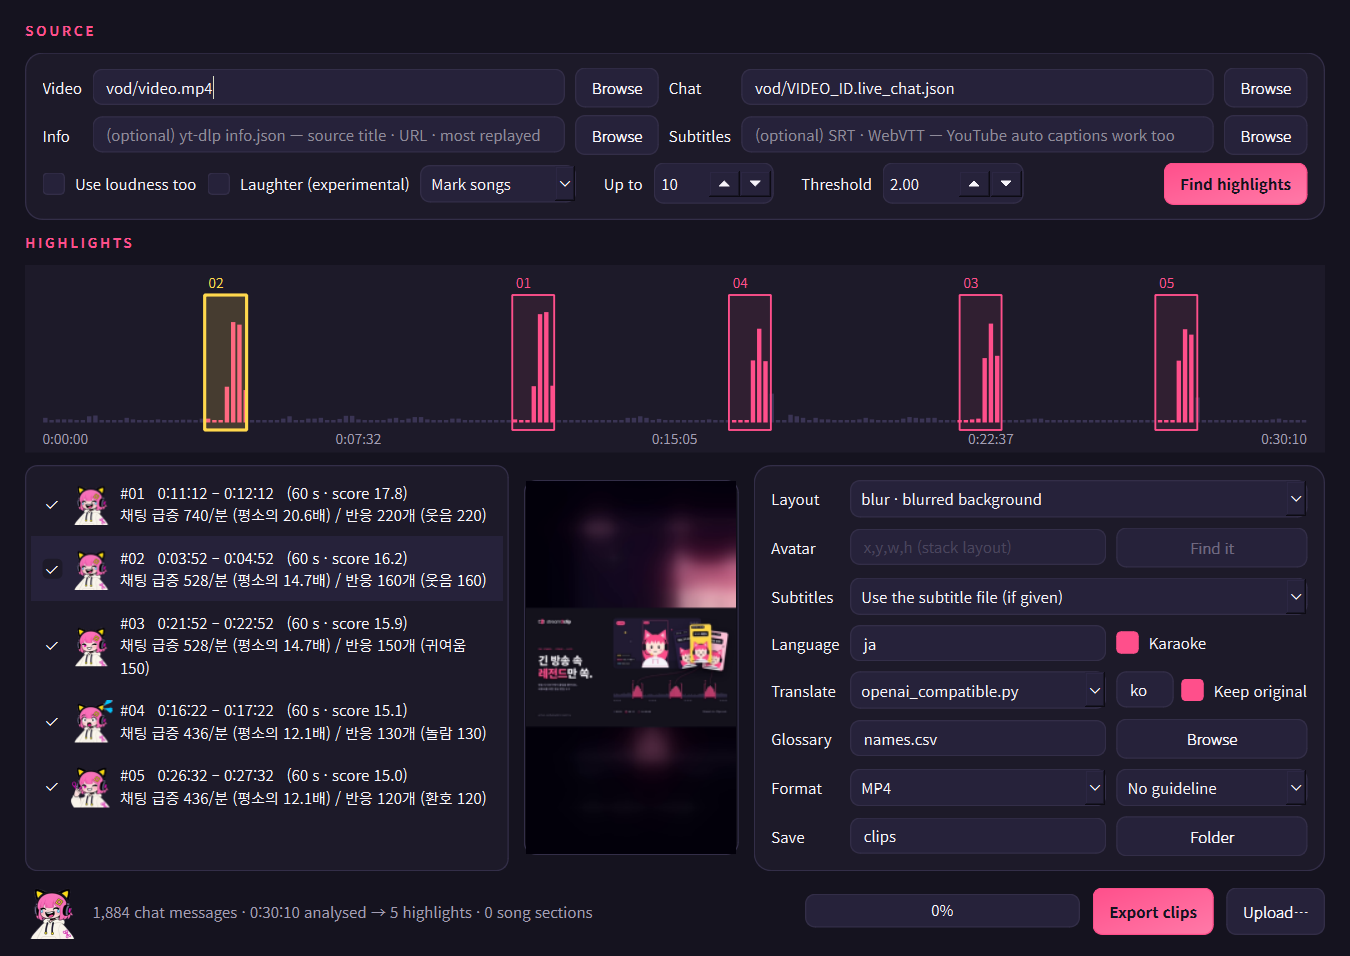 SOURCE
Video vod/video.mp4 Browse Chat vod/VIDEO_ID.live_chat.json Browse
Info (optional) yt-dlp info.json — source title · URL · most replayed Browse Subtitles (optional) SRT · WebVTT — YouTube auto captions work too Browse
Use loudness too Laughter (experimental) Mark songs Up to 10 Threshold 2.00 Find highlights
HIGHLIGHTS
02 01 04 03 05
0:00:00 0:07:32 0:15:05 0:22:37 0:30:10
#01 0:11:12 – 0:12:12 (60 s · score 17.8)
채팅 급증 740/분 (평소의 20.6배) / 반응 220개 (웃음 220)
#02 0:03:52 – 0:04:52 (60 s · score 16.2)
채팅 급증 528/분 (평소의 14.7배) / 반응 160개 (웃음 160)
#03 0:21:52 – 0:22:52 (60 s · score 15.9)
채팅 급증 528/분 (평소의 14.7배) / 반응 150개 (귀여움
150)
#04 0:16:22 – 0:17:22 (60 s · score 15.1)
채팅 급증 436/분 (평소의 12.1배) / 반응 130개 (놀람 130)
#05 0:26:32 – 0:27:32 (60 s · score 15.0)
채팅 급증 436/분 (평소의 12.1배) / 반응 120개 (환호 120)
긴 방송 속
레전드만 쏙.
Layout blur · blurred background
Avatar x,y,w,h (stack layout) Find it
Subtitles Use the subtitle file (if given)
Language ja Karaoke
Translate openai_compatible.py ko Keep original
Glossary names.csv Browse
Format MP4 No guideline
Save clips Folder
1,884 chat messages · 0:30:10 analysed → 5 highlights · 0 song sections 0% Export clips Upload…